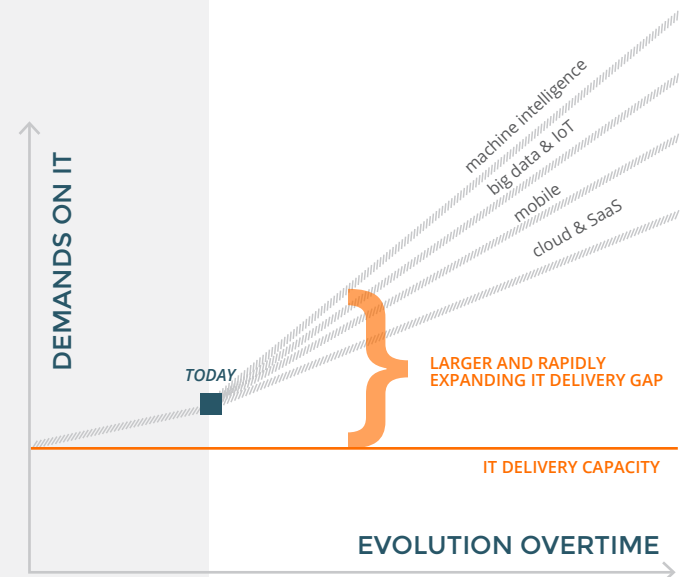 machine intelligence
big data & IoT
mobile
cloud & SaaS
DEMANDS ON IT
TODAY
LARGER AND RAPIDLY
EXPANDING IT DELIVERY GAP
IT DELIVERY CAPACITY
EVOLUTION OVERTIME